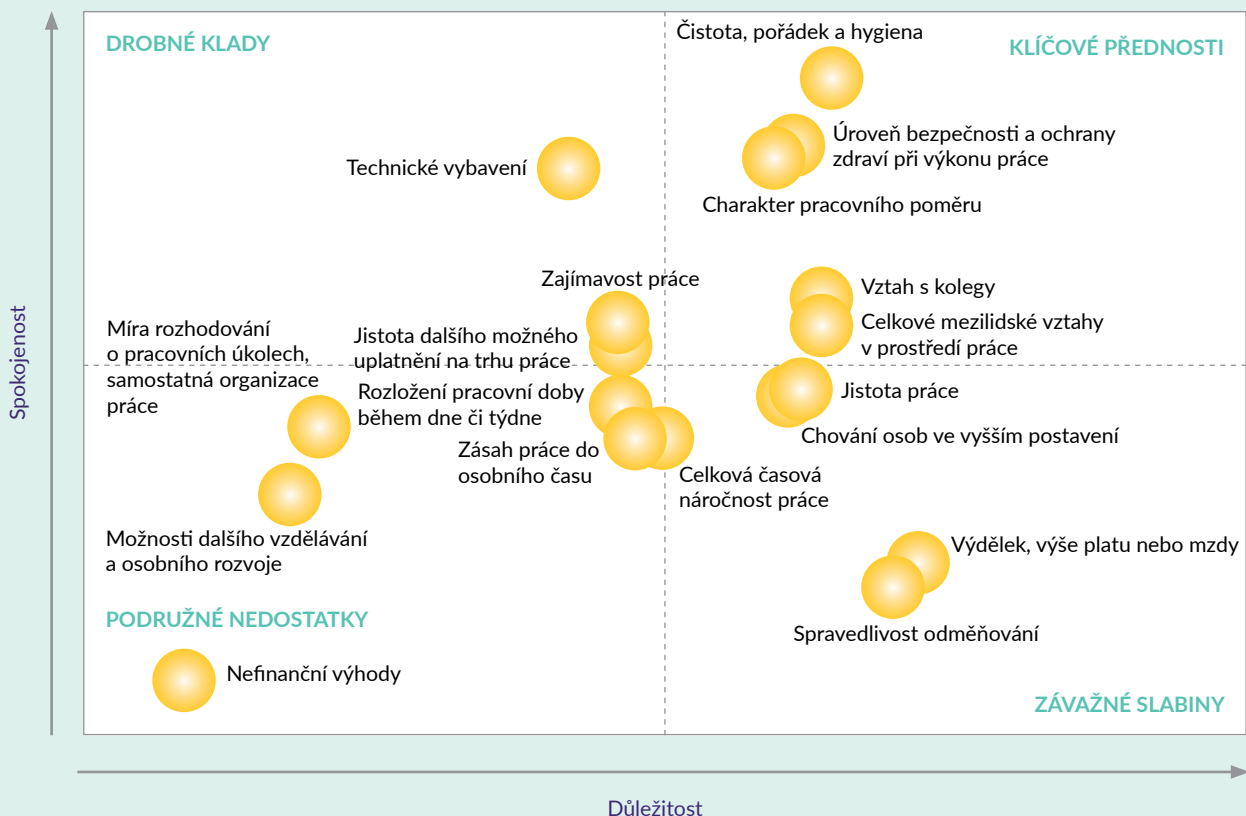 DROBNÉ KLADY
Čistota, pořádek a hygiena
KLÍČOVÉ PŘEDNOSTI
Úroveň bezpečnosti a ochrany
zdraví při výkonu práce
Technické vybavení
Charakter pracovního poměru
Zajímavost práce
Vztah s kolegy
Celkové mezilidské vztahy
v prostředí práce
Míra rozhodování
o pracovních úkolech,
samostatná organizace
práce
Jistota dalšího možného
uplatnění na trhu práce
Rozložení pracovní doby
během dne či týdne
Jistota práce
Chování osob ve vyšším postavení
Zásah práce do
osobního času
Celková časová
náročnost práce
Možnosti dalšího vzdělávání
a osobního rozvoje
Výdělek, výše platu nebo mzdy
Spravedlivost odměňování
PODRUŽNÉ NEDOSTATKY
Nefinanční výhody
ZÁVAŽNÉ SLABINY
Spokojenost
Důležitost